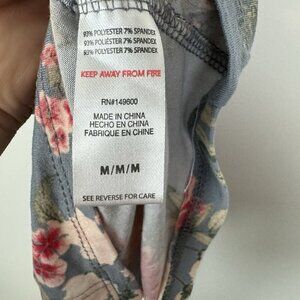 93% POLYESTER 7% SPANDEX
93% POLIÉSTER 7% SPANDEX
93% POLYESTER 7% SPANDEX
KEEP AWAY FROM FIRE
RN#149600
MADE IN CHINA
HECHO EN CHINA
FABRIQUE EN CHINE
M/M/M
SEE REVERSE FOR CARE